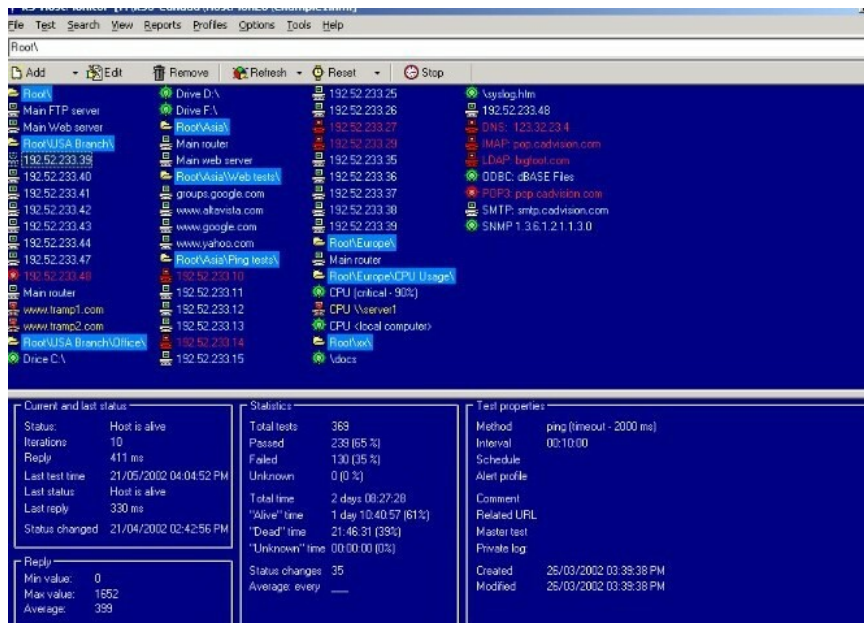 File Test Search View Reports Profiles Options Tools Help
Root\
Add Edit Remove Refresh Reset Stop
Root\
Main FTP server
Main Web server
Root\USA Branch\
192.52.233.39
192.52.233.40
192.52.233.41
192.52.233.42
192.52.233.43
192.52.233.44
192.52.233.47
192.52.233.48
Main router
www.tramp1.com
www.tramp2.com
Root\USA Branch\Office\
Drice C:\
Drive D:\
Drive F:\
Root\Asia\
Main router
Main web server
Root\Asia\Web tests\
groups.google.com
www.altavista.com
www.google.com
www.yahoo.com
Root\Asia\Ping tests\
192.52.233.10
192.52.233.11
192.52.233.12
192.52.233.13
192.52.233.14
192.52.233.15
192.52.233.25
192.52.233.26
192.52.233.27
192.52.233.29
192.52.233.35
192.52.233.36
192.52.233.37
192.52.233.38
192.52.233.39
Root\Europe\
Main router
Root\Europe\CPU Usage\
CPU (critical - 90%)
CPU \\server1
CPU <local computer>
Root\xx\
\docs
\syslog.htm
192.52.233.48
DNS: 123.32.23.4
IMAP: pop.cadvision.com
LDAP: bigfoot.com
ODBC: dBASE Files
POP3: pop.cadvision.com
SMTP: smtp.cadvision.com
SNMP 1.3.6.1.2.1.1.3.0
Current and last status
Status: Host is alive
Iterations 10
Reply 411 ms
Last test time 21/05/2002 04:04:52 PM
Last status Host is alive
Last reply 330 ms
Status changed 21/04/2002 02:42:56 PM
Reply
Min value: 0
Max value: 1652
Average: 399
Statistics
Total tests 369
Passed 239 (65 %)
Failed 130 (35 %)
Unknown 0 (0 %)
Total time 2 days 08:27:28
"Alive" time 1 day 10:40:57 (61%)
"Dead" time 21:46:31 (39%)
"Unknown" time 00:00:00 (0%)
Status changes 35
Average: every ___
Test properties
Method ping (timeout - 2000 ms)
Interval 00:10:00
Schedule
Alert profile
Comment
Related URL
Master test
Private log:
Created 26/03/2002 03:39:38 PM
Modified 26/03/2002 03:39:38 PM